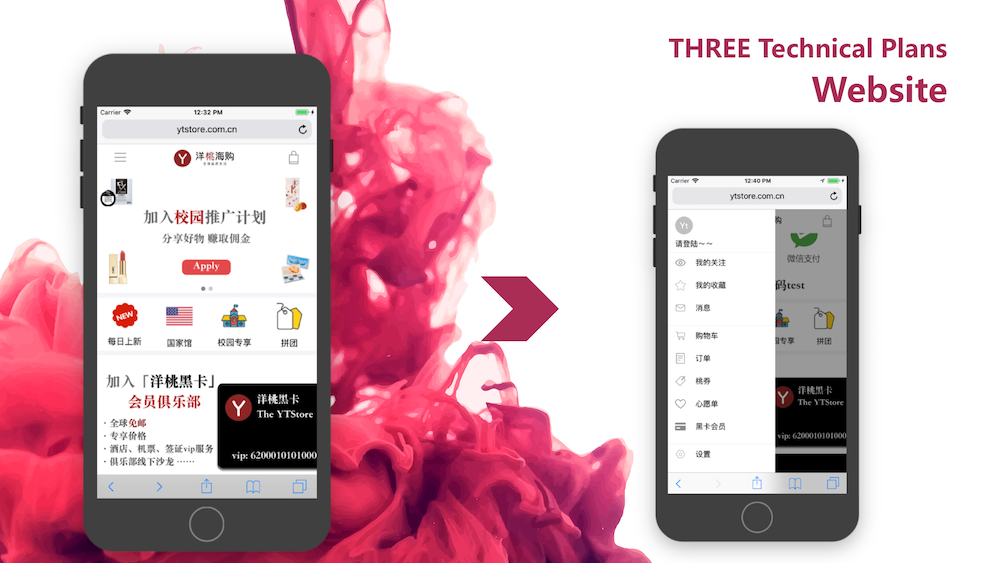 THREE Technical Plans
Website
Carrier
12:32 PM
ytstore.com.cn
Y
洋桃海购
加入校园推广计划
分享好物 赚取佣金
Apply
NEW
每日上新
国家馆
校园专享
拼团
加入「洋桃黑卡」
会员俱乐部
· 全球免邮
· 专享价格
· 酒店、机票、签证vip服务
· 俱乐部线下沙龙 ······
Y
洋桃黑卡
The YTStore
vip: 6200010101000
Carrier
12:40 PM
ytstore.com.cn
Yt
请登陆~~
我的关注
我的收藏
消息
购物车
订单
桃券
心愿单
黑卡会员
设置
购
微信支付
码test
园专享
拼团
洋桃黑卡
The YTStore
vip: 6200010101000